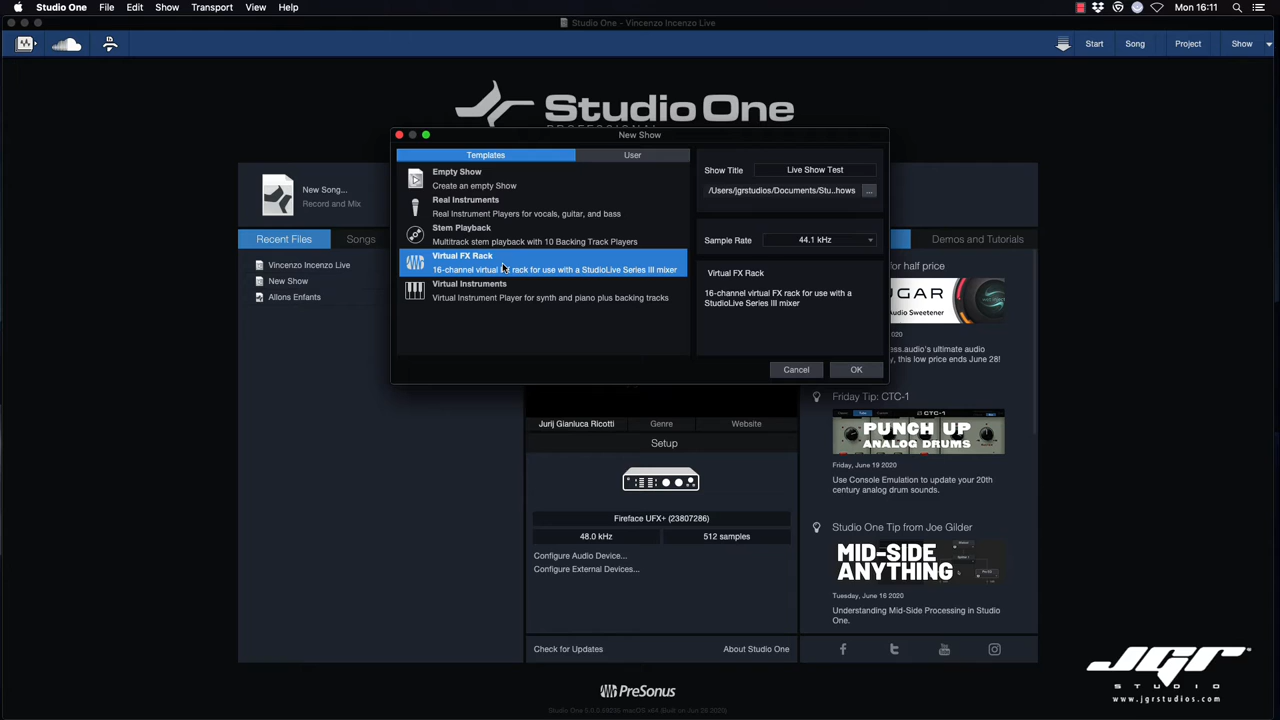 Studio One File Edit Show Transport View Help Mon 16:11
Studio One - Vincenzo Incenzo Live
Start Song Project Show
Studio One
New Show
Templates User
Empty Show
Create an empty Show
Real Instruments
Real Instrument Players for vocals, guitar, and bass
Stem Playback
Multitrack stem playback with 10 Backing Track Players
Virtual FX Rack
16-channel virtual FX rack for use with a StudioLive Series III mixer
Virtual Instruments
Virtual Instrument Player for synth and piano plus backing tracks
Show Title Live Show Test
/Users/jgrstudios/Documents/Stu..hows ...
Sample Rate 44.1 kHz
Virtual FX Rack
16-channel virtual FX rack for use with a
StudioLive Series III mixer
Cancel OK
New Song...
Record and Mix
Recent Files Songs
Vincenzo Incenzo Live
New Show
Allons Enfants
Jurij Gianluca Ricotti Genre Website
Setup
Fireface UFX+ (23807286)
48.0 kHz 512 samples
Configure Audio Device...
Configure External Devices...
Check for Updates About Studio One
Demos and Tutorials
for half price
UGAR
Audio Sweetener
020
ess.audio's ultimate audio
, this low price ends June 28!
Friday Tip: CTC-1
CTC-1
PUNCH UP
ANALOG DRUMS
Friday, June 19 2020
Use Console Emulation to update your 20th
century analog drum sounds.
Studio One Tip from Joe Gilder
MID-SIDE
ANYTHING
Tuesday, June 16 2020
Understanding Mid-Side Processing in Studio
One.
PreSonus
JGR
STUDIO
www.jgrstudios.com